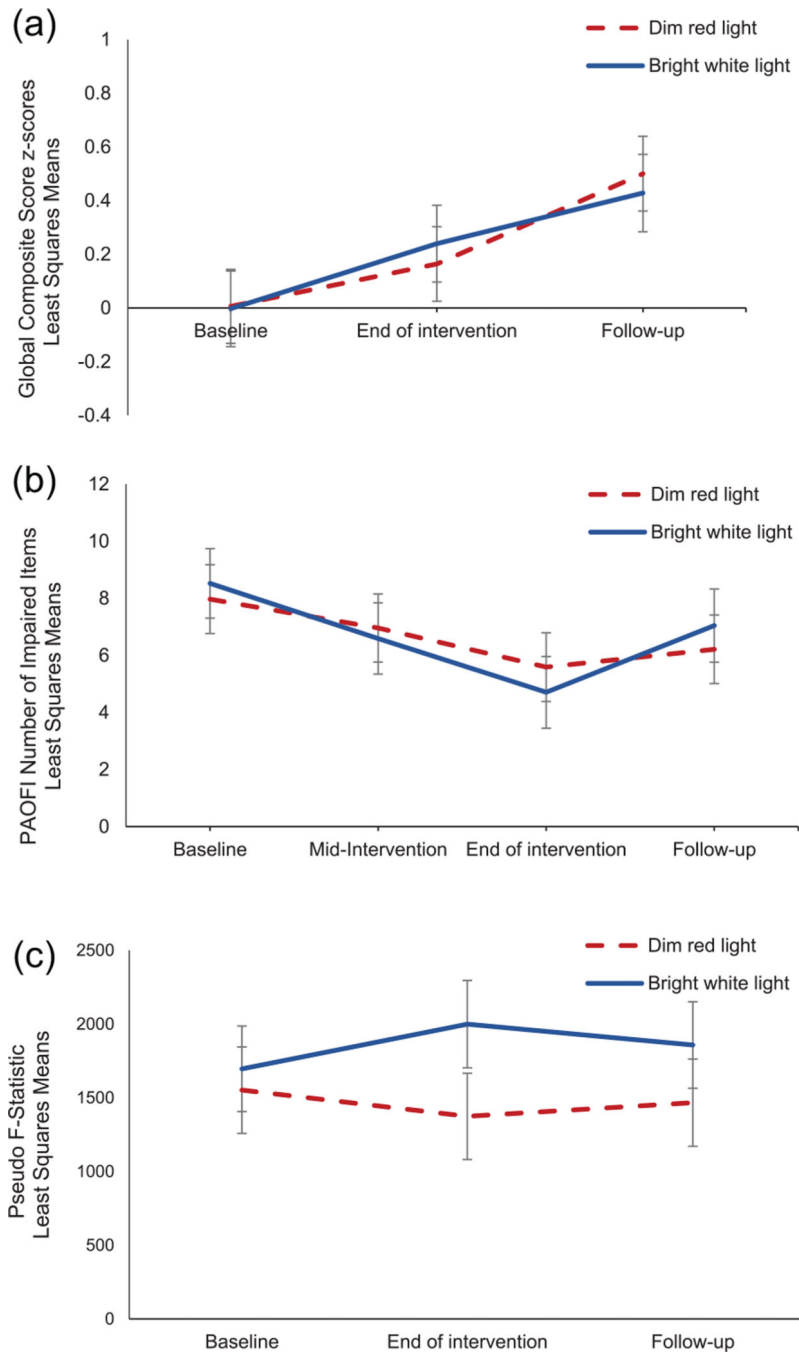 (a)
Global Composite Score z-scores
Least Squares Means
1
0.8
0.6
0.4
0.2
0
-0.2
-0.4
Dim red light
Bright white light
Baseline
End of intervention
Follow-up
(b)
PAOFI Number of Impaired Items
Least Squares Means
12
10
8
6
4
2
0
Dim red light
Bright white light
Baseline
Mid-Intervention
End of intervention
Follow-up
(c)
Pseudo F-Statistic
Least Squares Means
2500
2000
1500
1000
500
0
Dim red light
Bright white light
Baseline
End of intervention
Follow-up